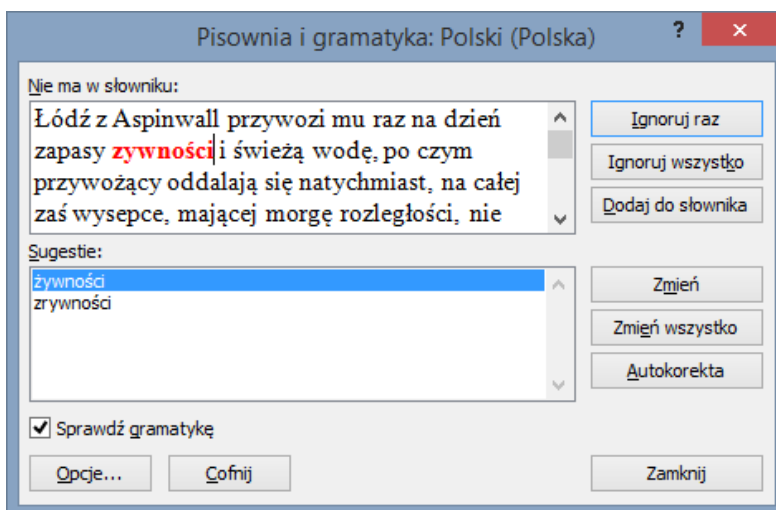 Pisownia i gramatyka: Polski (Polska)
?
×
Nie ma w słowniku:
Łódź z Aspinwall przywozi mu raz na dzień
zapasy zywności i świeżą wodę, po czym
przywożący oddalają się natychmiast, na całej
zaś wysepce, mającej morgę rozległości, nie
Ignoruj raz
Ignoruj wszystko
Dodaj do słownika
Sugestie:
żywności
zrywności
Zmień
Zmień wszystko
Autokorekta
Sprawdź gramatykę
Opcje...
Cofnij
Zamknij